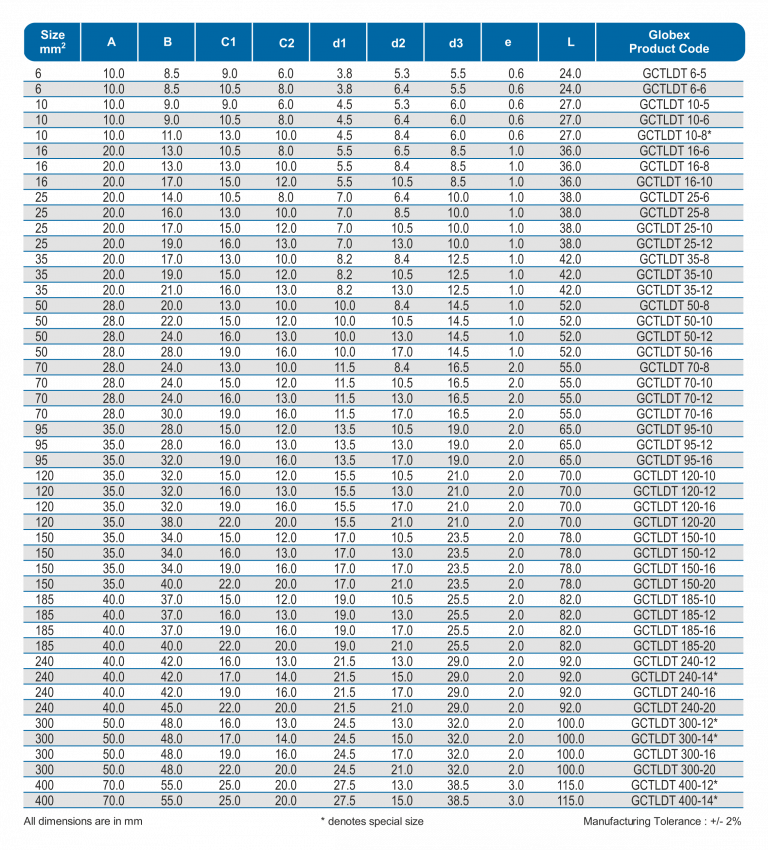 Size mm² A B C1 C2 d1 d2 d3 e L Globex Product Code
6 10.0 8.5 9.0 6.0 3.8 5.3 5.5 0.6 24.0 GCTLDT 6-5
6 10.0 8.5 10.5 8.0 3.8 6.4 5.5 0.6 24.0 GCTLDT 6-6
10 10.0 9.0 9.0 6.0 4.5 5.3 6.0 0.6 27.0 GCTLDT 10-5
10 10.0 9.0 10.5 8.0 4.5 6.4 6.0 0.6 27.0 GCTLDT 10-6
10 10.0 11.0 13.0 10.0 4.5 8.4 6.0 0.6 27.0 GCTLDT 10-8*
16 20.0 13.0 10.5 8.0 5.5 6.5 8.5 1.0 36.0 GCTLDT 16-6
16 20.0 13.0 13.0 10.0 5.5 8.4 8.5 1.0 36.0 GCTLDT 16-8
16 20.0 17.0 15.0 12.0 5.5 10.5 8.5 1.0 36.0 GCTLDT 16-10
25 20.0 14.0 10.5 8.0 7.0 6.4 10.0 1.0 38.0 GCTLDT 25-6
25 20.0 16.0 13.0 10.0 7.0 8.5 10.0 1.0 38.0 GCTLDT 25-8
25 20.0 17.0 15.0 12.0 7.0 10.5 10.0 1.0 38.0 GCTLDT 25-10
25 20.0 19.0 16.0 13.0 7.0 13.0 10.0 1.0 38.0 GCTLDT 25-12
35 20.0 17.0 13.0 10.0 8.2 8.4 12.5 1.0 42.0 GCTLDT 35-8
35 20.0 19.0 15.0 12.0 8.2 10.5 12.5 1.0 42.0 GCTLDT 35-10
35 20.0 21.0 16.0 13.0 8.2 13.0 12.5 1.0 42.0 GCTLDT 35-12
50 28.0 20.0 13.0 10.0 10.0 8.4 14.5 1.0 52.0 GCTLDT 50-8
50 28.0 22.0 15.0 12.0 10.0 10.5 14.5 1.0 52.0 GCTLDT 50-10
50 28.0 24.0 16.0 13.0 10.0 13.0 14.5 1.0 52.0 GCTLDT 50-12
50 28.0 28.0 19.0 16.0 10.0 17.0 14.5 1.0 52.0 GCTLDT 50-16
70 28.0 24.0 13.0 10.0 11.5 8.4 16.5 2.0 55.0 GCTLDT 70-8
70 28.0 24.0 15.0 12.0 11.5 10.5 16.5 2.0 55.0 GCTLDT 70-10
70 28.0 24.0 16.0 13.0 11.5 13.0 16.5 2.0 55.0 GCTLDT 70-12
70 28.0 30.0 19.0 16.0 11.5 17.0 16.5 2.0 55.0 GCTLDT 70-16
95 35.0 28.0 15.0 12.0 13.5 10.5 19.0 2.0 65.0 GCTLDT 95-10
95 35.0 28.0 16.0 13.0 13.5 13.0 19.0 2.0 65.0 GCTLDT 95-12
95 35.0 32.0 19.0 16.0 13.5 17.0 19.0 2.0 65.0 GCTLDT 95-16
120 35.0 32.0 15.0 12.0 15.5 10.5 21.0 2.0 70.0 GCTLDT 120-10
120 35.0 32.0 16.0 13.0 15.5 13.0 21.0 2.0 70.0 GCTLDT 120-12
120 35.0 32.0 19.0 16.0 15.5 17.0 21.0 2.0 70.0 GCTLDT 120-16
120 35.0 38.0 22.0 20.0 15.5 21.0 21.0 2.0 70.0 GCTLDT 120-20
150 35.0 34.0 15.0 12.0 17.0 10.5 23.5 2.0 78.0 GCTLDT 150-10
150 35.0 34.0 16.0 13.0 17.0 13.0 23.5 2.0 78.0 GCTLDT 150-12
150 35.0 34.0 19.0 16.0 17.0 17.0 23.5 2.0 78.0 GCTLDT 150-16
150 35.0 40.0 22.0 20.0 17.0 21.0 23.5 2.0 78.0 GCTLDT 150-20
185 40.0 37.0 15.0 12.0 19.0 10.5 25.5 2.0 82.0 GCTLDT 185-10
185 40.0 37.0 16.0 13.0 19.0 13.0 25.5 2.0 82.0 GCTLDT 185-12
185 40.0 37.0 19.0 16.0 19.0 17.0 25.5 2.0 82.0 GCTLDT 185-16
185 40.0 40.0 22.0 20.0 19.0 21.0 25.5 2.0 82.0 GCTLDT 185-20
240 40.0 42.0 16.0 13.0 21.5 13.0 29.0 2.0 92.0 GCTLDT 240-12
240 40.0 42.0 17.0 14.0 21.5 15.0 29.0 2.0 92.0 GCTLDT 240-14*
240 40.0 42.0 19.0 16.0 21.5 17.0 29.0 2.0 92.0 GCTLDT 240-16
240 40.0 45.0 22.0 20.0 21.5 21.0 29.0 2.0 92.0 GCTLDT 240-20
300 50.0 48.0 16.0 13.0 24.5 13.0 32.0 2.0 100.0 GCTLDT 300-12*
300 50.0 48.0 17.0 14.0 24.5 15.0 32.0 2.0 100.0 GCTLDT 300-14*
300 50.0 48.0 19.0 16.0 24.5 17.0 32.0 2.0 100.0 GCTLDT 300-16
300 50.0 48.0 22.0 20.0 24.5 21.0 32.0 2.0 100.0 GCTLDT 300-20
400 70.0 55.0 25.0 20.0 27.5 13.0 38.5 3.0 115.0 GCTLDT 400-12*
400 70.0 55.0 25.0 20.0 27.5 15.0 38.5 3.0 115.0 GCTLDT 400-14*
All dimensions are in mm * denotes special size Manufacturing Tolerance : +/- 2%